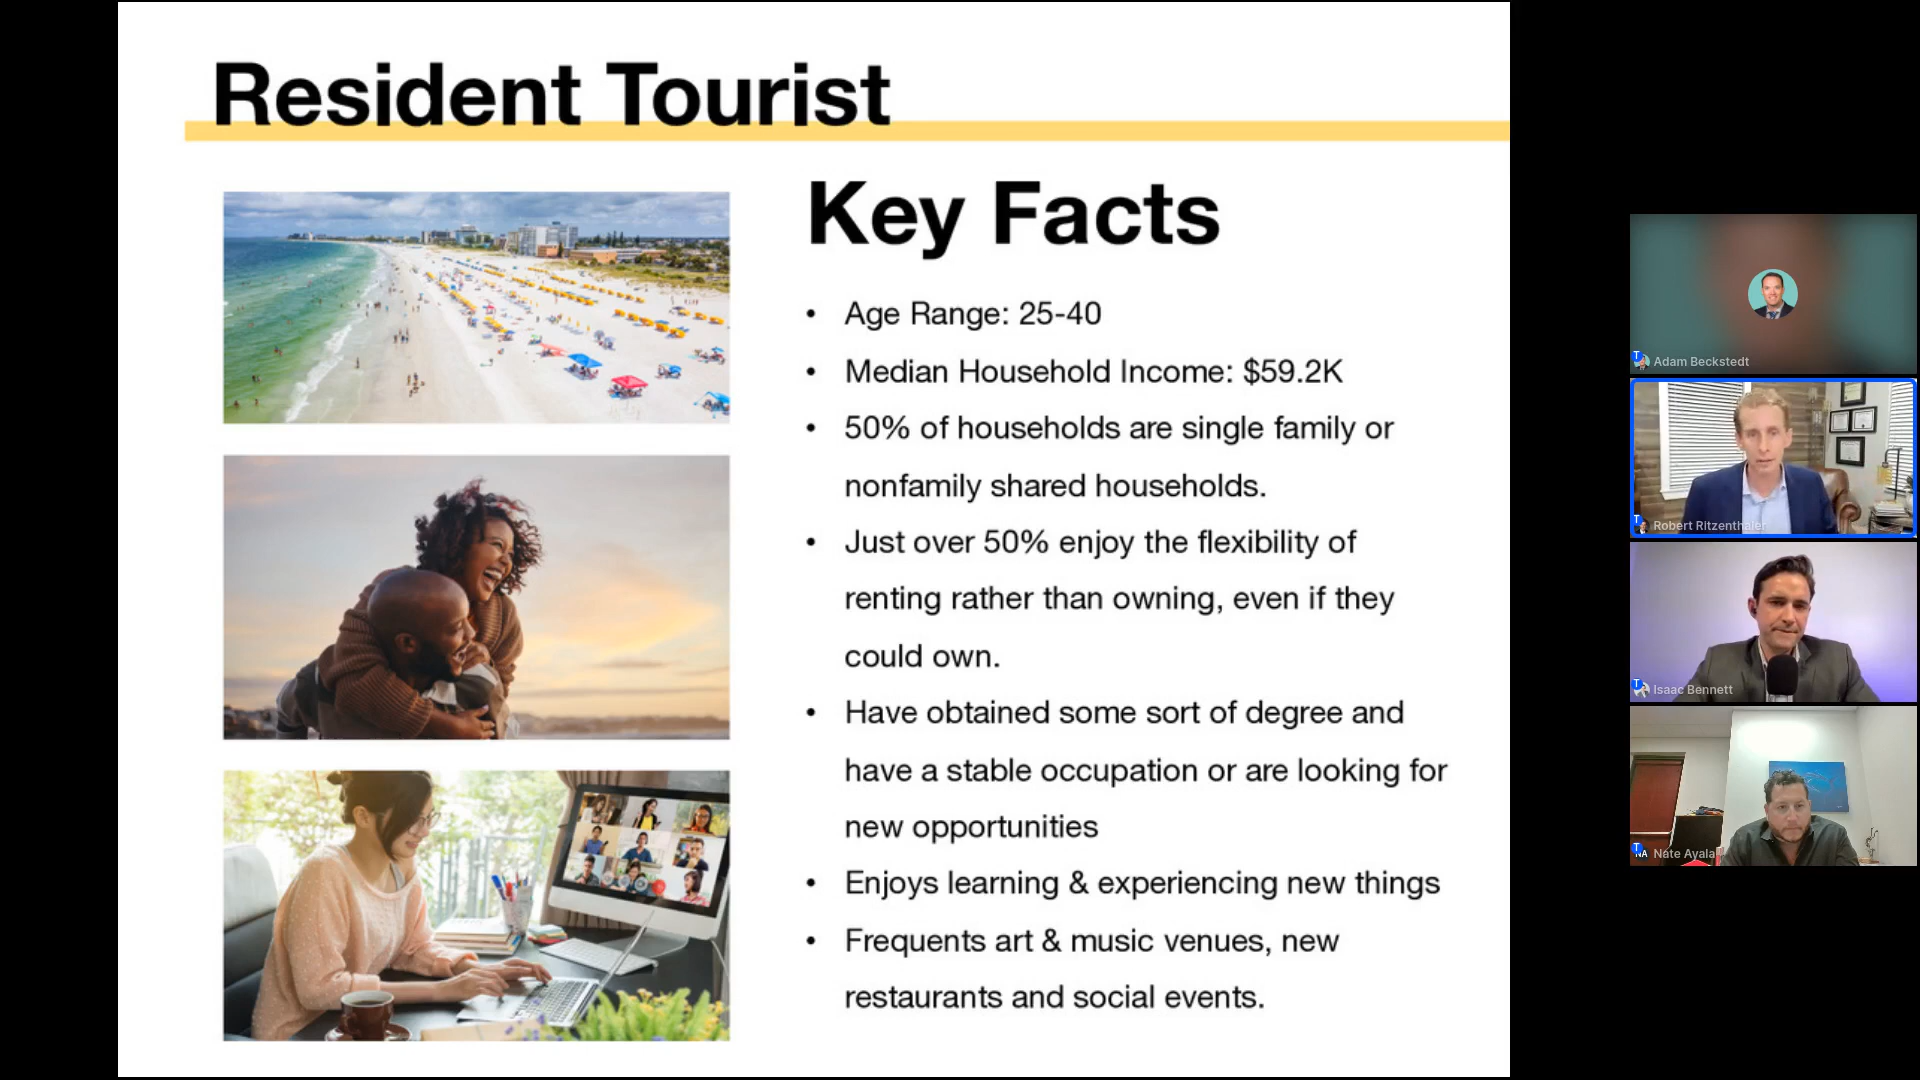 Resident Tourist
Key Facts
• Age Range: 25-40
• Median Household Income: $59.2K
• 50% of households are single family or
nonfamily shared households.
• Just over 50% enjoy the flexibility of
renting rather than owning, even if they
could own.
• Have obtained some sort of degree and
have a stable occupation or are looking for
new opportunities
• Enjoys learning & experiencing new things
• Frequents art & music venues, new
restaurants and social events.
T Adam Beckstedt
T Robert Ritzenthaler
T Isaac Bennett
T NA Nate Ayala